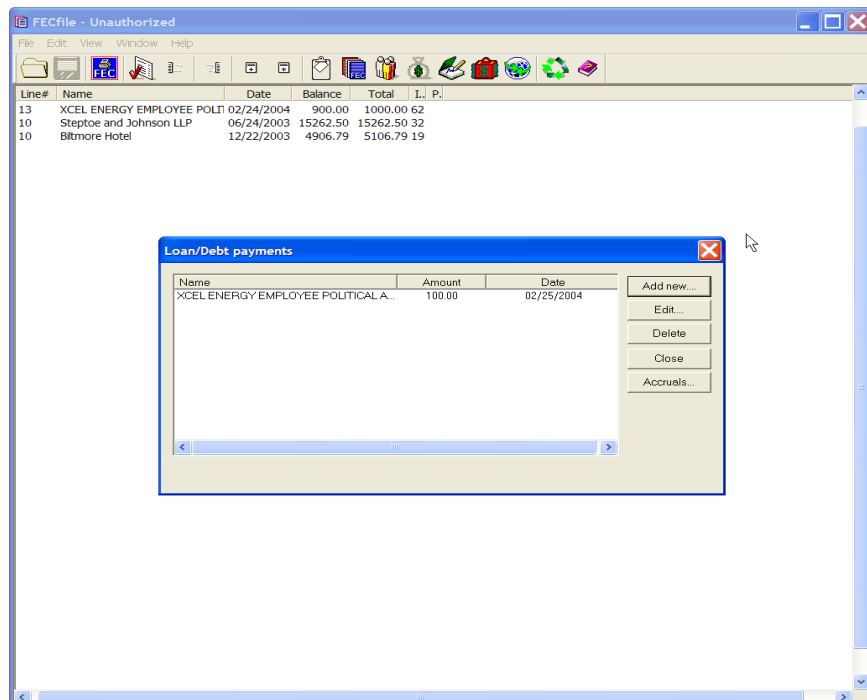 FECfile - Unauthorized
File Edit View Window Help
FEC FEC
Line# Name Date Balance Total I.. P.
13 XCEL ENERGY EMPLOYEE POLIT 02/24/2004 900.00 1000.00 62
10 Steptoe and Johnson LLP 06/24/2003 15262.50 15262.50 32
10 Biltmore Hotel 12/22/2003 4906.79 5106.79 19
Loan/Debt payments
Name Amount Date
XCEL ENERGY EMPLOYEE POLITICAL A... 100.00 02/25/2004
Add new....
Edit....
Delete
Close
Accruals...